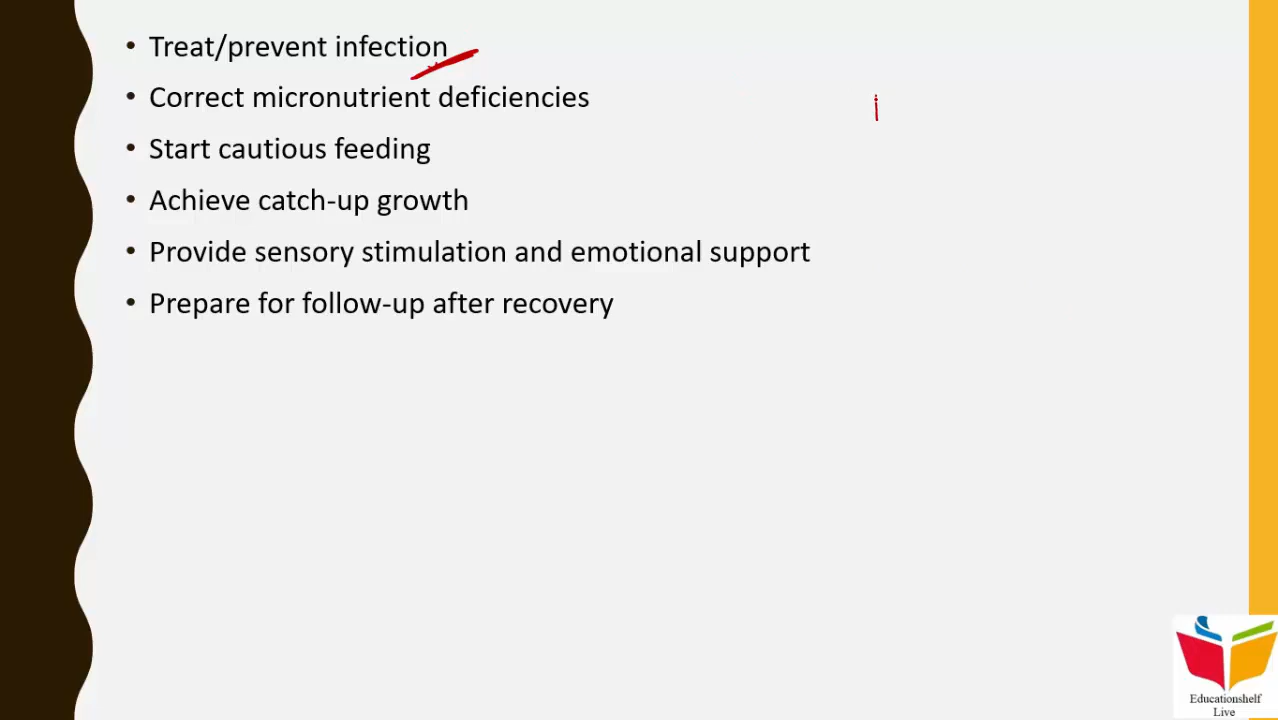 • Treat/prevent infection
• Correct micronutrient deficiencies
• Start cautious feeding
• Achieve catch-up growth
• Provide sensory stimulation and emotional support
• Prepare for follow-up after recovery
i
Educationshelf
Live